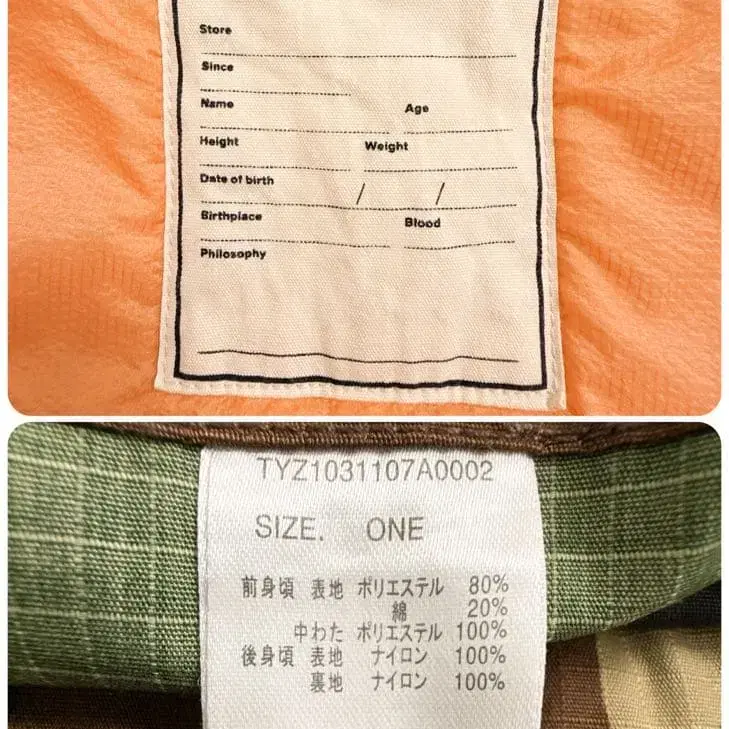 Store
Since
Name Age
Height Weight
Date of birth / /
Birthplace Blood
Philosophy
TYZ1031107A0002
SIZE. ONE
前身頃 表地 ポリエステル 80%
綿 20%
中わた ポリエステル 100%
後身頃 表地 ナイロン 100%
裏地 ナイロン 100%